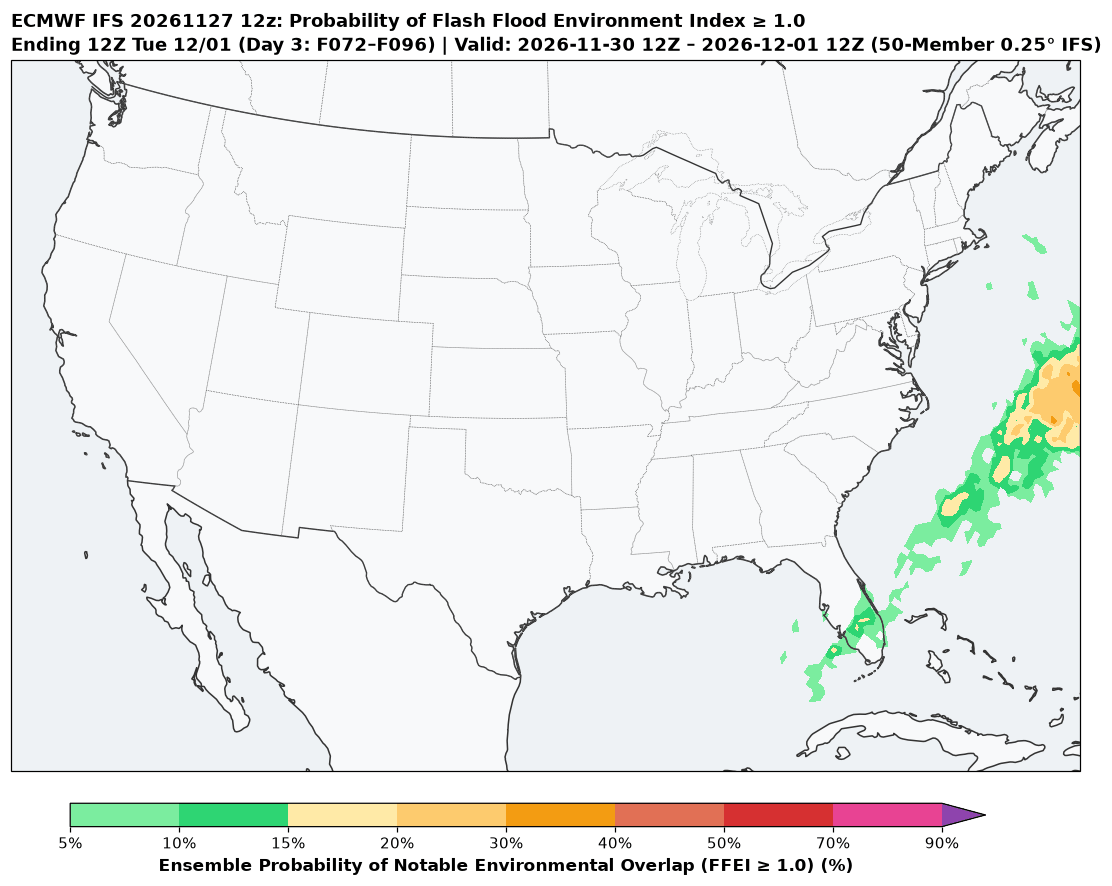 ECMWF IFS 20261127 12z: Probability of Flash Flood Environment Index ≥ 1.0
Ending 12Z Tue 12/01 (Day 3: F072–F096) | Valid: 2026-11-30 12Z – 2026-12-01 12Z (50-Member 0.25° IFS)
5% 10% 15% 20% 30% 40% 50% 70% 90%
Ensemble Probability of Notable Environmental Overlap (FFEI ≥ 1.0) (%)